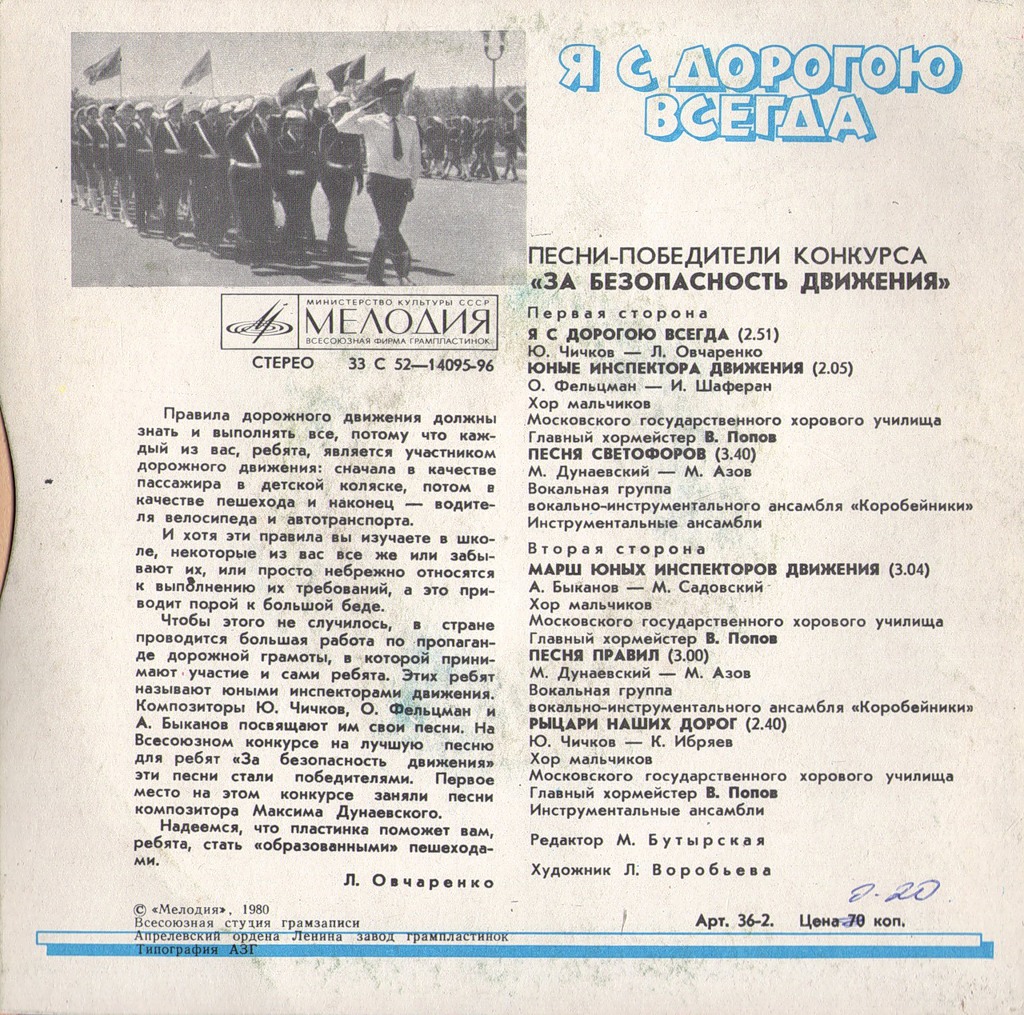 Я С ДОРОГОЮ
ВСЕГДА
ПЕСНИ-ПОБЕДИТЕЛИ КОНКУРСА
«ЗА БЕЗОПАСНОСТЬ ДВИЖЕНИЯ»
МИНИСТЕРСТВО КУЛЬТУРЫ СССР
МЕЛОДИЯ
ВСЕСОЮЗНАЯ ФИРМА ГРАМПЛАСТИНОК
СТЕРЕО 33 С 52—14095-96
Правила дорожного движения должны
знать и выполнять все, потому что каж-
дый из вас, ребята, является участником
дорожного движения: сначала в качестве
пассажира в детской коляске, потом в
качестве пешехода и наконец — водите-
ля велосипеда и автотранспорта.
И хотя эти правила вы изучаете в шко-
ле, некоторые из вас все же или забы-
вают их, или просто небрежно относятся
к выполнению их требований, а это при-
водит порой к большой беде.
Чтобы этого не случилось, в стране
проводится большая работа по пропаган-
де дорожной грамоты, в которой прини-
мают участие и сами ребята. Этих ребят
называют юными инспекторами движения.
Композиторы Ю. Чичков, О. Фельцман и
А. Быканов посвящают им свои песни. На
Всесоюзном конкурсе на лучшую песню
для ребят «За безопасность движения»
эти песни стали победителями. Первое
место на этом конкурсе заняли песни
композитора Максима Дунаевского.
Надеемся, что пластинка поможет вам,
ребята, стать «образованными» пешехода-
ми.
Л. Овчаренко
Первая сторона
Я С ДОРОГОЮ ВСЕГДА (2.51)
Ю. Чичков — Л. Овчаренко
ЮНЫЕ ИНСПЕКТОРА ДВИЖЕНИЯ (2.05)
О. Фельцман — И. Шаферан
Хор мальчиков
Московского государственного хорового училища
Главный хормейстер В. Попов
ПЕСНЯ СВЕТОФОРОВ (3.40)
М. Дунаевский — М. Азов
Вокальная группа
вокально-инструментального ансамбля «Коробейники»
Инструментальные ансамбли
Вторая сторона
МАРШ ЮНЫХ ИНСПЕКТОРОВ ДВИЖЕНИЯ (3.04)
А. Быканов — М. Садовский
Хор мальчиков
Московского государственного хорового училища
Главный хормейстер В. Попов
ПЕСНЯ ПРАВИЛ (3.00)
М. Дунаевский — М. Азов
Вокальная группа
вокально-инструментального ансамбля «Коробейники»
РЫЦАРИ НАШИХ ДОРОГ (2.40)
Ю. Чичков — К. Ибряев
Хор мальчиков
Московского государственного хорового училища
Главный хормейстер В. Попов
Инструментальные ансамбли
Редактор М. Бутырская
Художник Л. Воробьева
0-20
Арт. 36-2. Цена 70 коп.
© «Мелодия», 1980
Всесоюзная студия грамзаписи
Апрелевский ордена Ленина завод грампластинок
Типография АЗГ